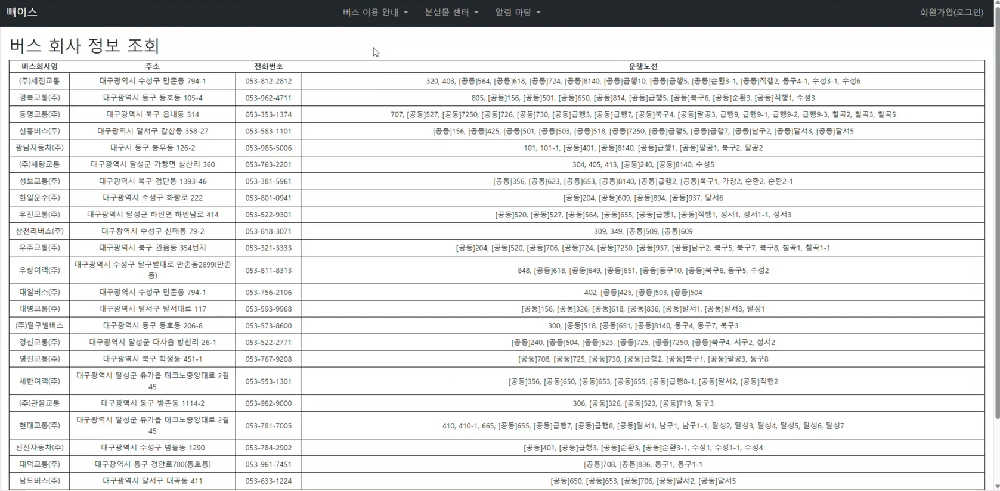 뻐어스
버스 이용 안내
분실물 센터
알림 마당
회원가입(로그인)
버스 회사 정보 조회
버스회사명 주소 전화번호 운행노선
(주)세진교통 대구광역시 수성구 만촌동 794-1 053-812-2812 320, 403, [공동]564, [공동]618, [공동]724, [공동]8140, [공동]급행10, [공동]급행5, [공동]순환3-1, [공동]직행2, 동구4-1, 수성3-1, 수성6
경북교통(주) 대구광역시 동구 동호동 105-4 053-962-4711 805, [공동]156, [공동]501, [공동]650, [공동]814, [공동]급행5, [공동]북구6, [공동]순환3, [공동]직행1, 수성3
동명교통(주) 대구광역시 북구 읍내동 514 053-353-1374 707, [공동]527, [공동]7250, [공동]726, [공동]730, [공동]급행3, [공동]급행7, [공동]북구4, [공동]팔공3, 급행9, 급행9-1, 급행9-2, 급행9-3, 칠곡2, 칠곡3, 칠곡5
신흥버스(주) 대구광역시 달서구 갈산동 358-27 053-583-1101 [공동]156, [공동]425, [공동]501, [공동]503, [공동]518, [공동]7250, [공동]급행5, [공동]급행7, [공동]남구2, [공동]달서3, [공동]달서5
광남자동차(주) 대구시 동구 봉무동 126-2 053-985-5006 101, 101-1, [공동]401, [공동]8140, [공동]급행1, [공동]팔공1, 북구2, 팔공2
(주)세왕교통 대구광역시 달성군 가창면 삼산리 360 053-763-2201 304, 405, 413, [공동]240, [공동]8140, 수성5
성보교통(주) 대구광역시 북구 검단동 1393-46 053-381-5961 [공동]356, [공동]623, [공동]653, [공동]8140, [공동]급행2, [공동]북구1, 가창2, 순환2, 순환2-1
한일운수(주) 대구광역시 수성구 화랑로 222 053-801-0941 [공동]204, [공동]609, [공동]894, [공동]937, 달서6
우진교통(주) 대구광역시 달성군 하빈면 하빈남로 414 053-522-9301 [공동]520, [공동]527, [공동]564, [공동]655, [공동]급행1, [공동]직행1, 성서1, 성서1-1, 성서3
삼천리버스(주) 대구광역시 수성구 신매동 79-2 053-818-3071 309, 349, [공동]509, [공동]609
우주교통(주) 대구광역시 북구 관음동 354번지 053-321-3333 [공동]204, [공동]520, [공동]706, [공동]724, [공동]7250, [공동]937, [공동]남구2, 북구5, 북구7, 북구8, 칠곡1, 칠곡1-1
우창여객(주) 대구광역시 수성구 달구벌대로 만촌동2699(만촌 053-811-8313 848, [공동]618, [공동]649, [공동]651, [공동]동구10, [공동]북구6, 동구5, 수성2
동)
대일버스(주) 대구광역시 수성구 만촌동 794-1 053-756-2106 402, [공동]425, [공동]503, [공동]504
대명교통(주) 대구광역시 달서구 달서대로 117 053-593-9968 [공동]156, [공동]326, [공동]618, [공동]836, [공동]달서1, [공동]달서3, 달성1
(주)달구벌버스 대구광역시 동구 동호동 206-8 053-573-8600 300, [공동]518, [공동]651, [공동]8140, 동구4, 동구7, 북구3
경신교통(주) 대구광역시 달성군 다사읍 방천리 26-1 053-522-2771 [공동]240, [공동]504, [공동]523, [공동]725, [공동]7250, [공동]북구4, 서구2, 성서2
영진교통(주) 대구광역시 북구 학정동 451-1 053-767-9208 [공동]708, [공동]725, [공동]730, [공동]급행2, [공동]북구1, [공동]팔공3, 동구8
세한여객(주) 대구광역시 달성군 유가읍 테크노중앙대로 2길 053-553-1301 [공동]356, [공동]650, [공동]653, [공동]655, [공동]급행8-1, [공동]달서2, [공동]직행2
45
(주)관음교통 대구광역시 동구 방촌동 1114-2 053-982-9000 306, [공동]326, [공동]523, [공동]719, 동구3
현대교통(주) 대구광역시 달성군 유가읍 테크노중앙대로 2길 053-781-7005 410, 410-1, 665, [공동]655, [공동]급행7, [공동]급행8, [공동]달서1, 남구1, 남구1-1, 달성2, 달성3, 달성4, 달성5, 달성6, 달성7
45
신진자동차(주) 대구광역시 수성구 범물동 1290 053-784-2902 [공동]401, [공동]급행3, [공동]순환3, [공동]순환3-1, 수성1, 수성1-1, 수성4
대덕교통(주) 대구광역시 동구 경안로700(동호동) 053-961-7451 [공동]708, [공동]836, 동구1, 동구1-1
남도버스(주) 대구광역시 달서구 대곡동 411 053-633-1224 [공동]650, [공동]653, [공동]706, [공동]달서2, [공동]달서5